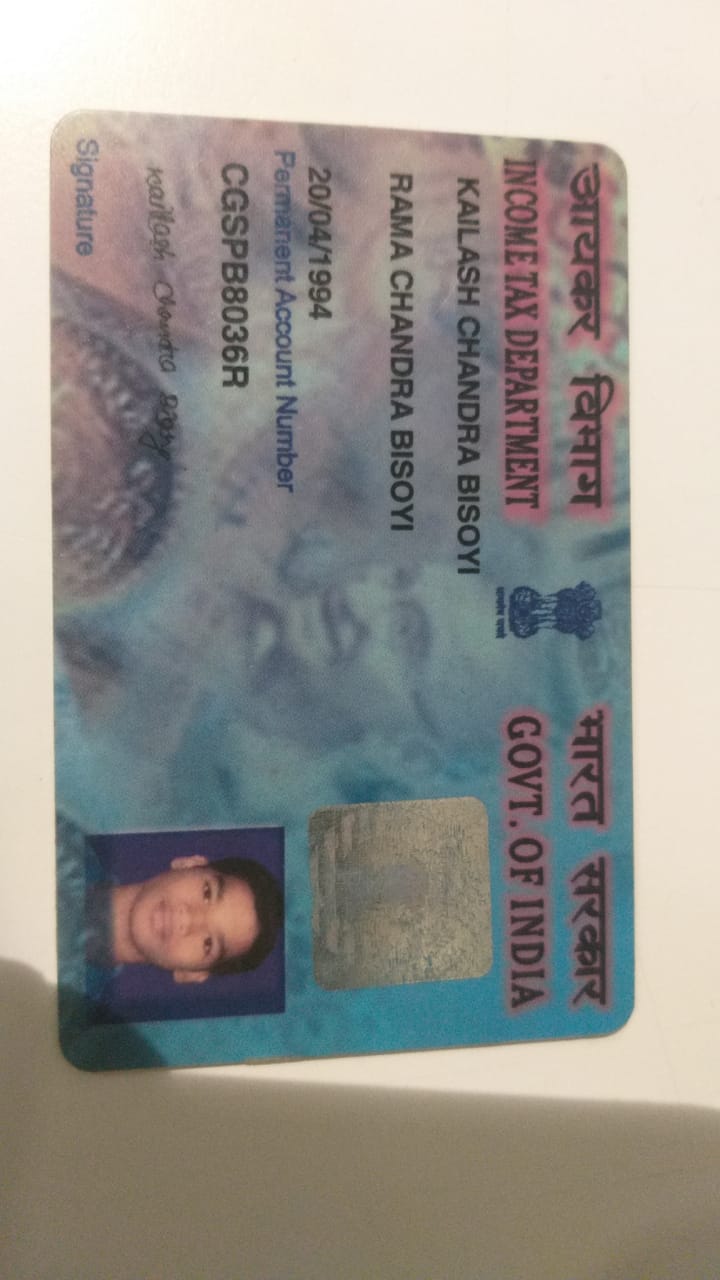 आयकर विभाग
INCOME TAX DEPARTMENT
भारत सरकार
GOVT. OF INDIA
सत्यमेव जयते
KAILASH CHANDRA BISOYI
RAMA CHANDRA BISOYI
20/04/1994
Permanent Account Number
CGSPB8036R
Kailash Chandra Bisoyi
Signature